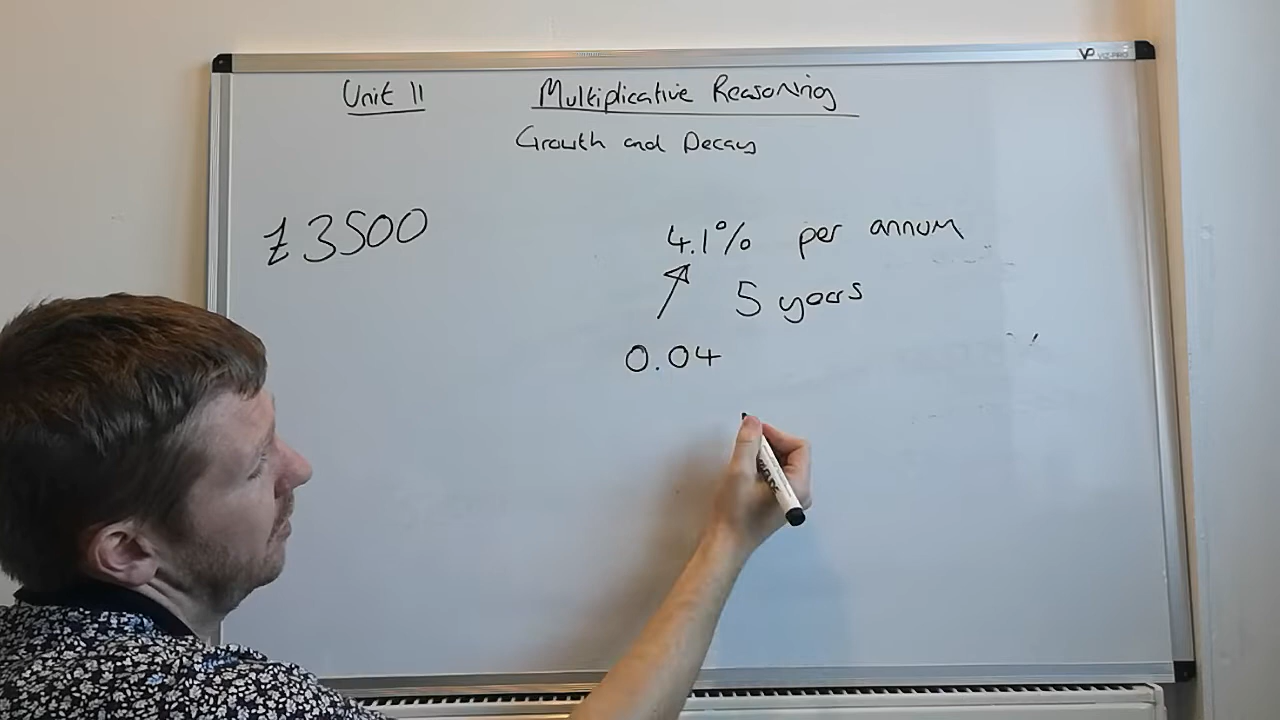 Unit 11
Multiplicative Reasoning
Growth and Decay
£3500
4.1% per annum
5 years
0.04